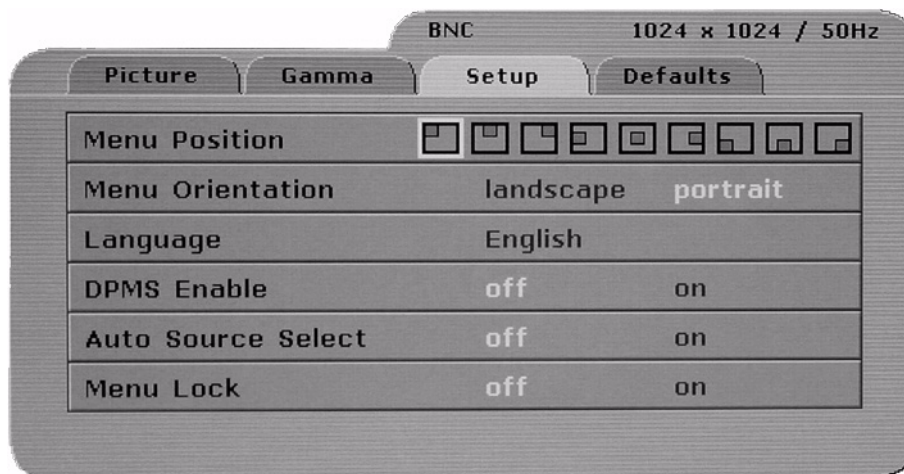 BNC 1024 x 1024 / 50Hz
Picture Gamma Setup Defaults
Menu Position
Menu Orientation landscape portrait
Language English
DPMS Enable off on
Auto Source Select off on
Menu Lock off on